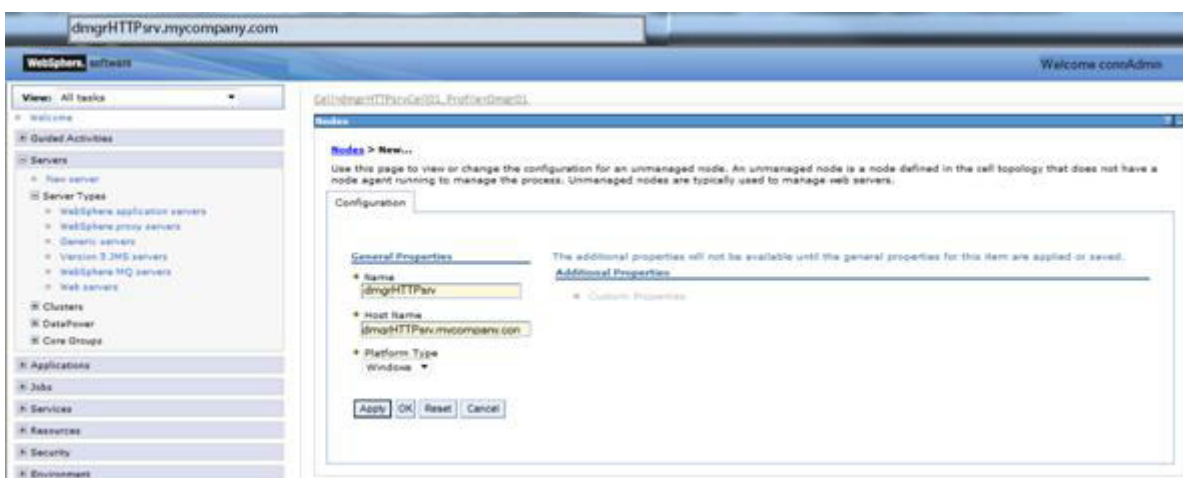 dmgrHTTPsrv.mycompany.com
WebSphere. software
Welcome connAdmin
View: All tasks
Welcome
Guided Activities
Servers
New server
Server Types
WebSphere application servers
WebSphere proxy servers
Generic servers
Version 5 JMS servers
WebSphere MQ servers
Web servers
Clusters
DataPower
Core Groups
Applications
Jobs
Services
Resources
Security
Environment
Nodes
Nodes > New...
Use this page to view or change the configuration for an unmanaged node. An unmanaged node is a node defined in the cell topology that does not have a
node agent running to manage the process. Unmanaged nodes are typically used to manage web servers.
Configuration
General Properties
Name
dmgrHTTPsrv
Host Name
dmgrHTTPsrv.mycompany.con
Platform Type
Windows
Apply OK Reset Cancel
The additional properties will not be available until the general properties for this item are applied or saved.
Additional Properties
Custom Properties